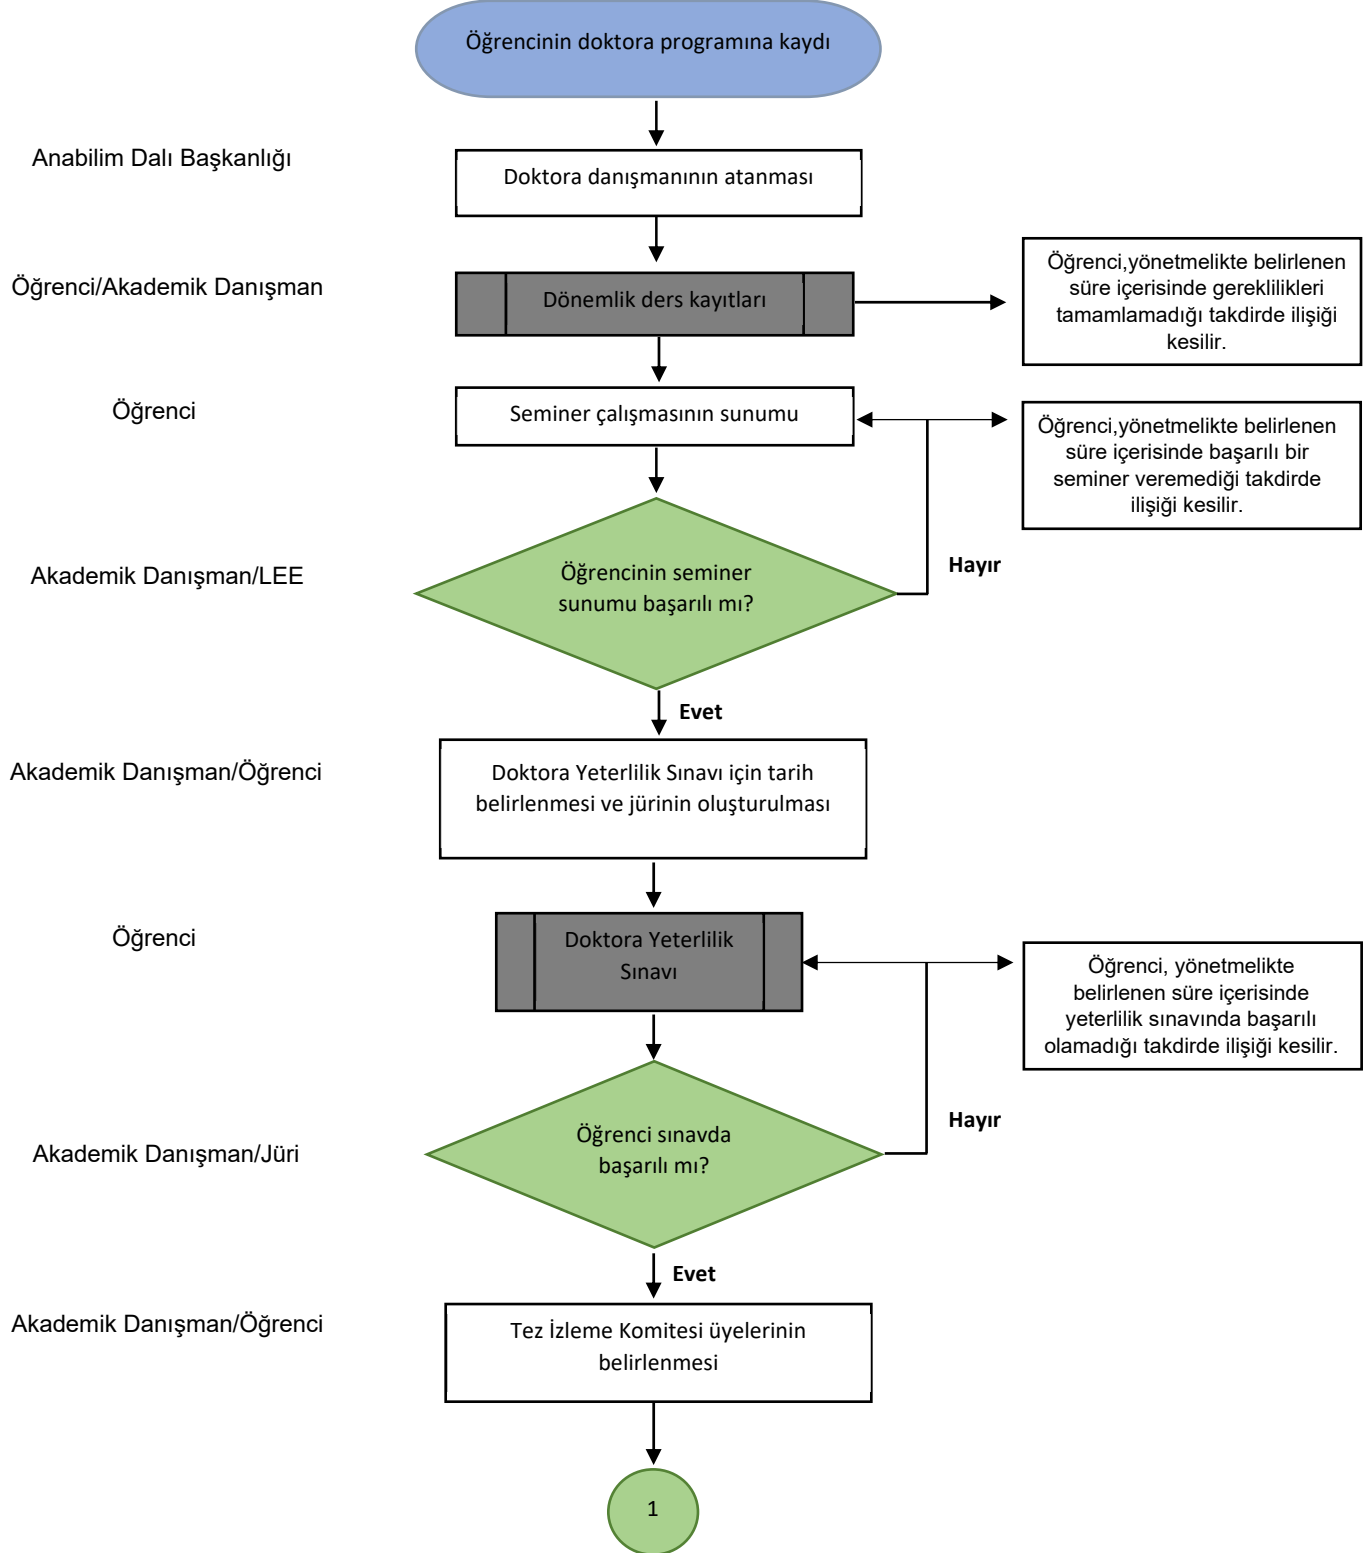 Öğrencinin doktora programına kaydı
Anabilim Dalı Başkanlığı
Doktora danışmanının atanması
Öğrenci/Akademik Danışman
Dönemlik ders kayıtları
Öğrenci,yönetmelikte belirlenen
süre içerisinde gereklilikleri
tamamlamadığı takdirde ilişiği
kesilir.
Öğrenci
Seminer çalışmasının sunumu
Öğrenci,yönetmelikte belirlenen
süre içerisinde başarılı bir
seminer veremediği takdirde
ilişiği kesilir.
Akademik Danışman/LEE
Öğrencinin seminer
sunumu başarılı mı?
Hayır
Evet
Akademik Danışman/Öğrenci
Doktora Yeterlilik Sınavı için tarih
belirlenmesi ve jürinin oluşturulması
Öğrenci
Doktora Yeterlilik
Sınavı
Öğrenci, yönetmelikte
belirlenen süre içerisinde
yeterlilik sınavında başarılı
olamadığı takdirde ilişiği kesilir.
Akademik Danışman/Jüri
Öğrenci sınavda
başarılı mı?
Hayır
Evet
Akademik Danışman/Öğrenci
Tez İzleme Komitesi üyelerinin
belirlenmesi
1